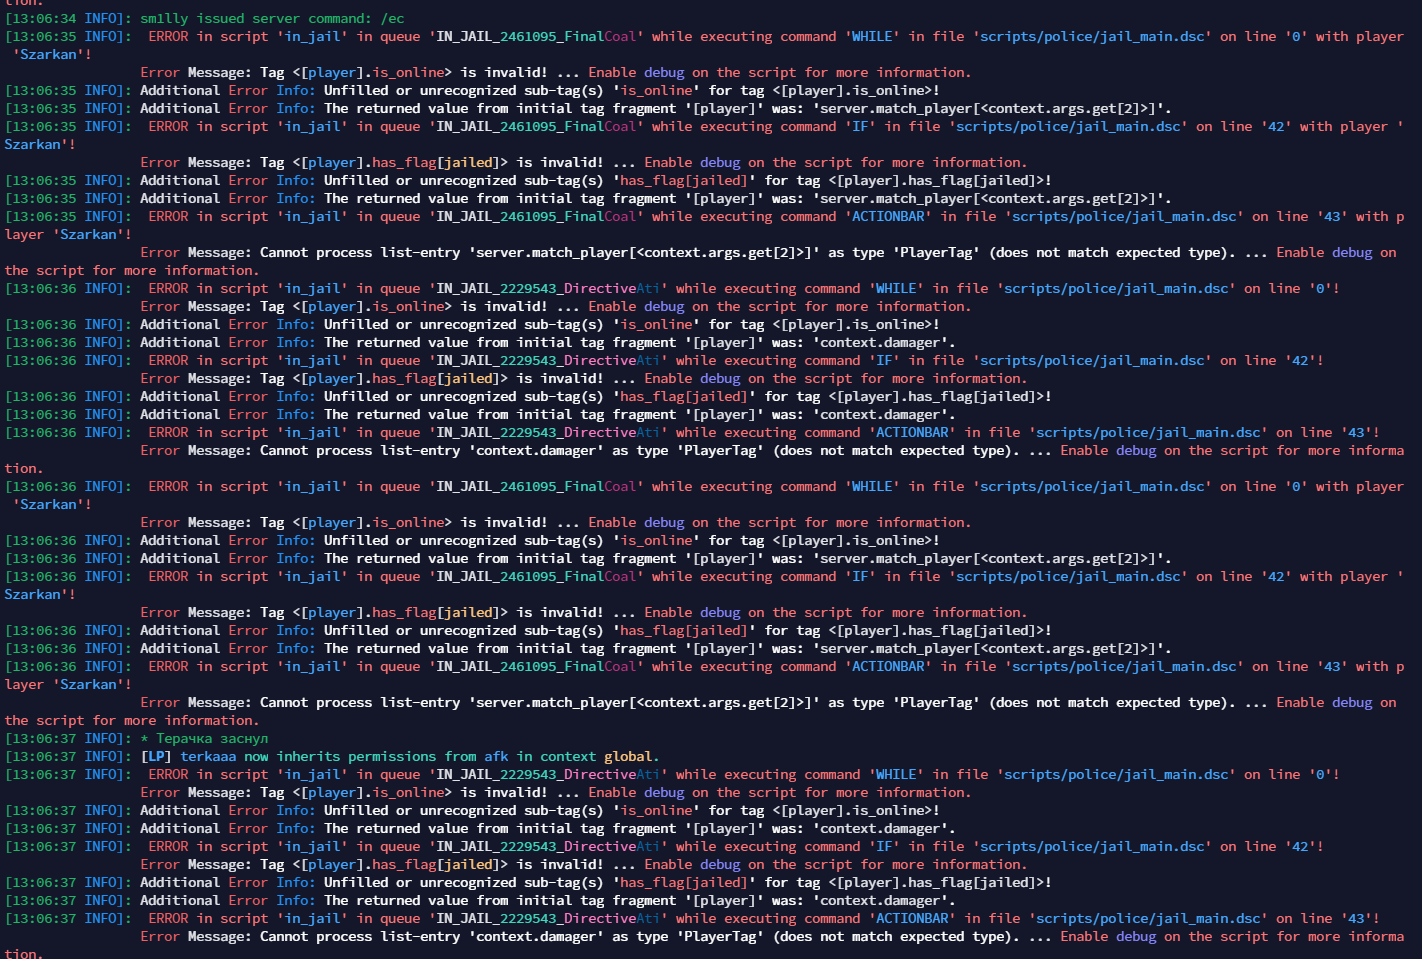 tion.
[13:06:34 INFO]: sm1lly issued server command: /ec
[13:06:35 INFO]:  ERROR in script 'in_jail' in queue 'IN_JAIL_2461095_FinalCoal' while executing command 'WHILE' in file 'scripts/police/jail_main.dsc' on line '0' with player
'Szarkan'!
Error Message: Tag <[player].is_online> is invalid! ... Enable debug on the script for more information.
[13:06:35 INFO]: Additional Error Info: Unfilled or unrecognized sub-tag(s) 'is_online' for tag <[player].is_online>!
[13:06:35 INFO]: Additional Error Info: The returned value from initial tag fragment '[player]' was: 'server.match_player[<context.args.get[2]>]'.
[13:06:35 INFO]:  ERROR in script 'in_jail' in queue 'IN_JAIL_2461095_FinalCoal' while executing command 'IF' in file 'scripts/police/jail_main.dsc' on line '42' with player '
Szarkan'!
Error Message: Tag <[player].has_flag[jailed]> is invalid! ... Enable debug on the script for more information.
[13:06:35 INFO]: Additional Error Info: Unfilled or unrecognized sub-tag(s) 'has_flag[jailed]' for tag <[player].has_flag[jailed]>!
[13:06:35 INFO]: Additional Error Info: The returned value from initial tag fragment '[player]' was: 'server.match_player[<context.args.get[2]>]'.
[13:06:35 INFO]:  ERROR in script 'in_jail' in queue 'IN_JAIL_2461095_FinalCoal' while executing command 'ACTIONBAR' in file 'scripts/police/jail_main.dsc' on line '43' with p
layer 'Szarkan'!
Error Message: Cannot process list-entry 'server.match_player[<context.args.get[2]>]' as type 'PlayerTag' (does not match expected type). ... Enable debug on
the script for more information.
[13:06:36 INFO]:  ERROR in script 'in_jail' in queue 'IN_JAIL_2229543_DirectiveAti' while executing command 'WHILE' in file 'scripts/police/jail_main.dsc' on line '0'!
Error Message: Tag <[player].is_online> is invalid! ... Enable debug on the script for more information.
[13:06:36 INFO]: Additional Error Info: Unfilled or unrecognized sub-tag(s) 'is_online' for tag <[player].is_online>!
[13:06:36 INFO]: Additional Error Info: The returned value from initial tag fragment '[player]' was: 'context.damager'.
[13:06:36 INFO]:  ERROR in script 'in_jail' in queue 'IN_JAIL_2229543_DirectiveAti' while executing command 'IF' in file 'scripts/police/jail_main.dsc' on line '42'!
Error Message: Tag <[player].has_flag[jailed]> is invalid! ... Enable debug on the script for more information.
[13:06:36 INFO]: Additional Error Info: Unfilled or unrecognized sub-tag(s) 'has_flag[jailed]' for tag <[player].has_flag[jailed]>!
[13:06:36 INFO]: Additional Error Info: The returned value from initial tag fragment '[player]' was: 'context.damager'.
[13:06:36 INFO]:  ERROR in script 'in_jail' in queue 'IN_JAIL_2229543_DirectiveAti' while executing command 'ACTIONBAR' in file 'scripts/police/jail_main.dsc' on line '43'!
Error Message: Cannot process list-entry 'context.damager' as type 'PlayerTag' (does not match expected type). ... Enable debug on the script for more informa
tion.
[13:06:36 INFO]:  ERROR in script 'in_jail' in queue 'IN_JAIL_2461095_FinalCoal' while executing command 'WHILE' in file 'scripts/police/jail_main.dsc' on line '0' with player
'Szarkan'!
Error Message: Tag <[player].is_online> is invalid! ... Enable debug on the script for more information.
[13:06:36 INFO]: Additional Error Info: Unfilled or unrecognized sub-tag(s) 'is_online' for tag <[player].is_online>!
[13:06:36 INFO]: Additional Error Info: The returned value from initial tag fragment '[player]' was: 'server.match_player[<context.args.get[2]>]'.
[13:06:36 INFO]:  ERROR in script 'in_jail' in queue 'IN_JAIL_2461095_FinalCoal' while executing command 'IF' in file 'scripts/police/jail_main.dsc' on line '42' with player '
Szarkan'!
Error Message: Tag <[player].has_flag[jailed]> is invalid! ... Enable debug on the script for more information.
[13:06:36 INFO]: Additional Error Info: Unfilled or unrecognized sub-tag(s) 'has_flag[jailed]' for tag <[player].has_flag[jailed]>!
[13:06:36 INFO]: Additional Error Info: The returned value from initial tag fragment '[player]' was: 'server.match_player[<context.args.get[2]>]'.
[13:06:36 INFO]:  ERROR in script 'in_jail' in queue 'IN_JAIL_2461095_FinalCoal' while executing command 'ACTIONBAR' in file 'scripts/police/jail_main.dsc' on line '43' with p
layer 'Szarkan'!
Error Message: Cannot process list-entry 'server.match_player[<context.args.get[2]>]' as type 'PlayerTag' (does not match expected type). ... Enable debug on
the script for more information.
[13:06:37 INFO]: * Терачка заснул
[13:06:37 INFO]: [LP] terkaaa now inherits permissions from afk in context global.
[13:06:37 INFO]:  ERROR in script 'in_jail' in queue 'IN_JAIL_2229543_DirectiveAti' while executing command 'WHILE' in file 'scripts/police/jail_main.dsc' on line '0'!
Error Message: Tag <[player].is_online> is invalid! ... Enable debug on the script for more information.
[13:06:37 INFO]: Additional Error Info: Unfilled or unrecognized sub-tag(s) 'is_online' for tag <[player].is_online>!
[13:06:37 INFO]: Additional Error Info: The returned value from initial tag fragment '[player]' was: 'context.damager'.
[13:06:37 INFO]:  ERROR in script 'in_jail' in queue 'IN_JAIL_2229543_DirectiveAti' while executing command 'IF' in file 'scripts/police/jail_main.dsc' on line '42'!
Error Message: Tag <[player].has_flag[jailed]> is invalid! ... Enable debug on the script for more information.
[13:06:37 INFO]: Additional Error Info: Unfilled or unrecognized sub-tag(s) 'has_flag[jailed]' for tag <[player].has_flag[jailed]>!
[13:06:37 INFO]: Additional Error Info: The returned value from initial tag fragment '[player]' was: 'context.damager'.
[13:06:37 INFO]:  ERROR in script 'in_jail' in queue 'IN_JAIL_2229543_DirectiveAti' while executing command 'ACTIONBAR' in file 'scripts/police/jail_main.dsc' on line '43'!
Error Message: Cannot process list-entry 'context.damager' as type 'PlayerTag' (does not match expected type). ... Enable debug on the script for more informa
tion.